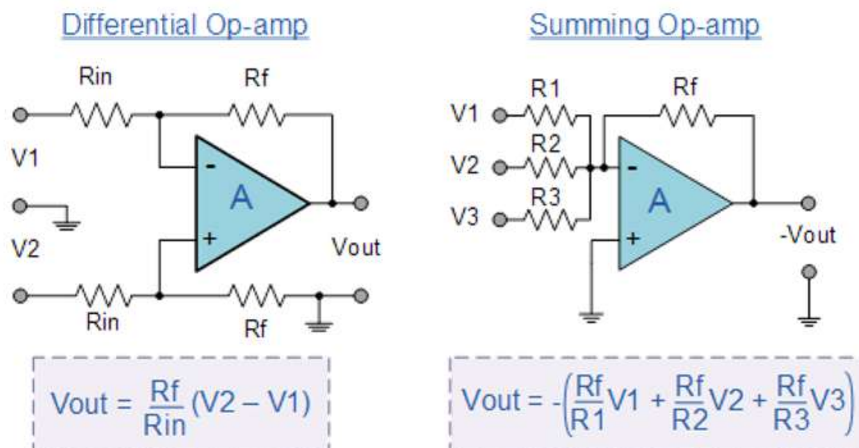 Differential Op-amp
Rin
Rf
V1
-
A
+
V2
Vout
Rin
Rf
Vout = Rf/Rin (V2 – V1)
Summing Op-amp
R1
Rf
V1
R2
V2
-
R3
A
V3
+
-Vout
Vout = -(Rf/R1 V1 + Rf/R2 V2 + Rf/R3 V3)